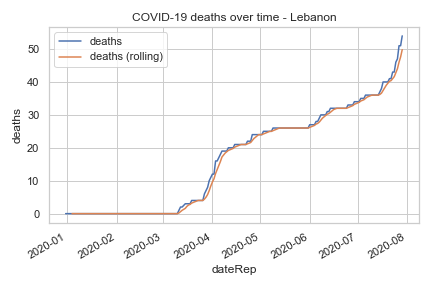 COVID-19 deaths over time - Lebanon
deaths
deaths (rolling)
50
40
30
20
10
0
deaths
2020-01
2020-02
2020-03
2020-04
2020-05
2020-06
2020-07
2020-08
dateRep